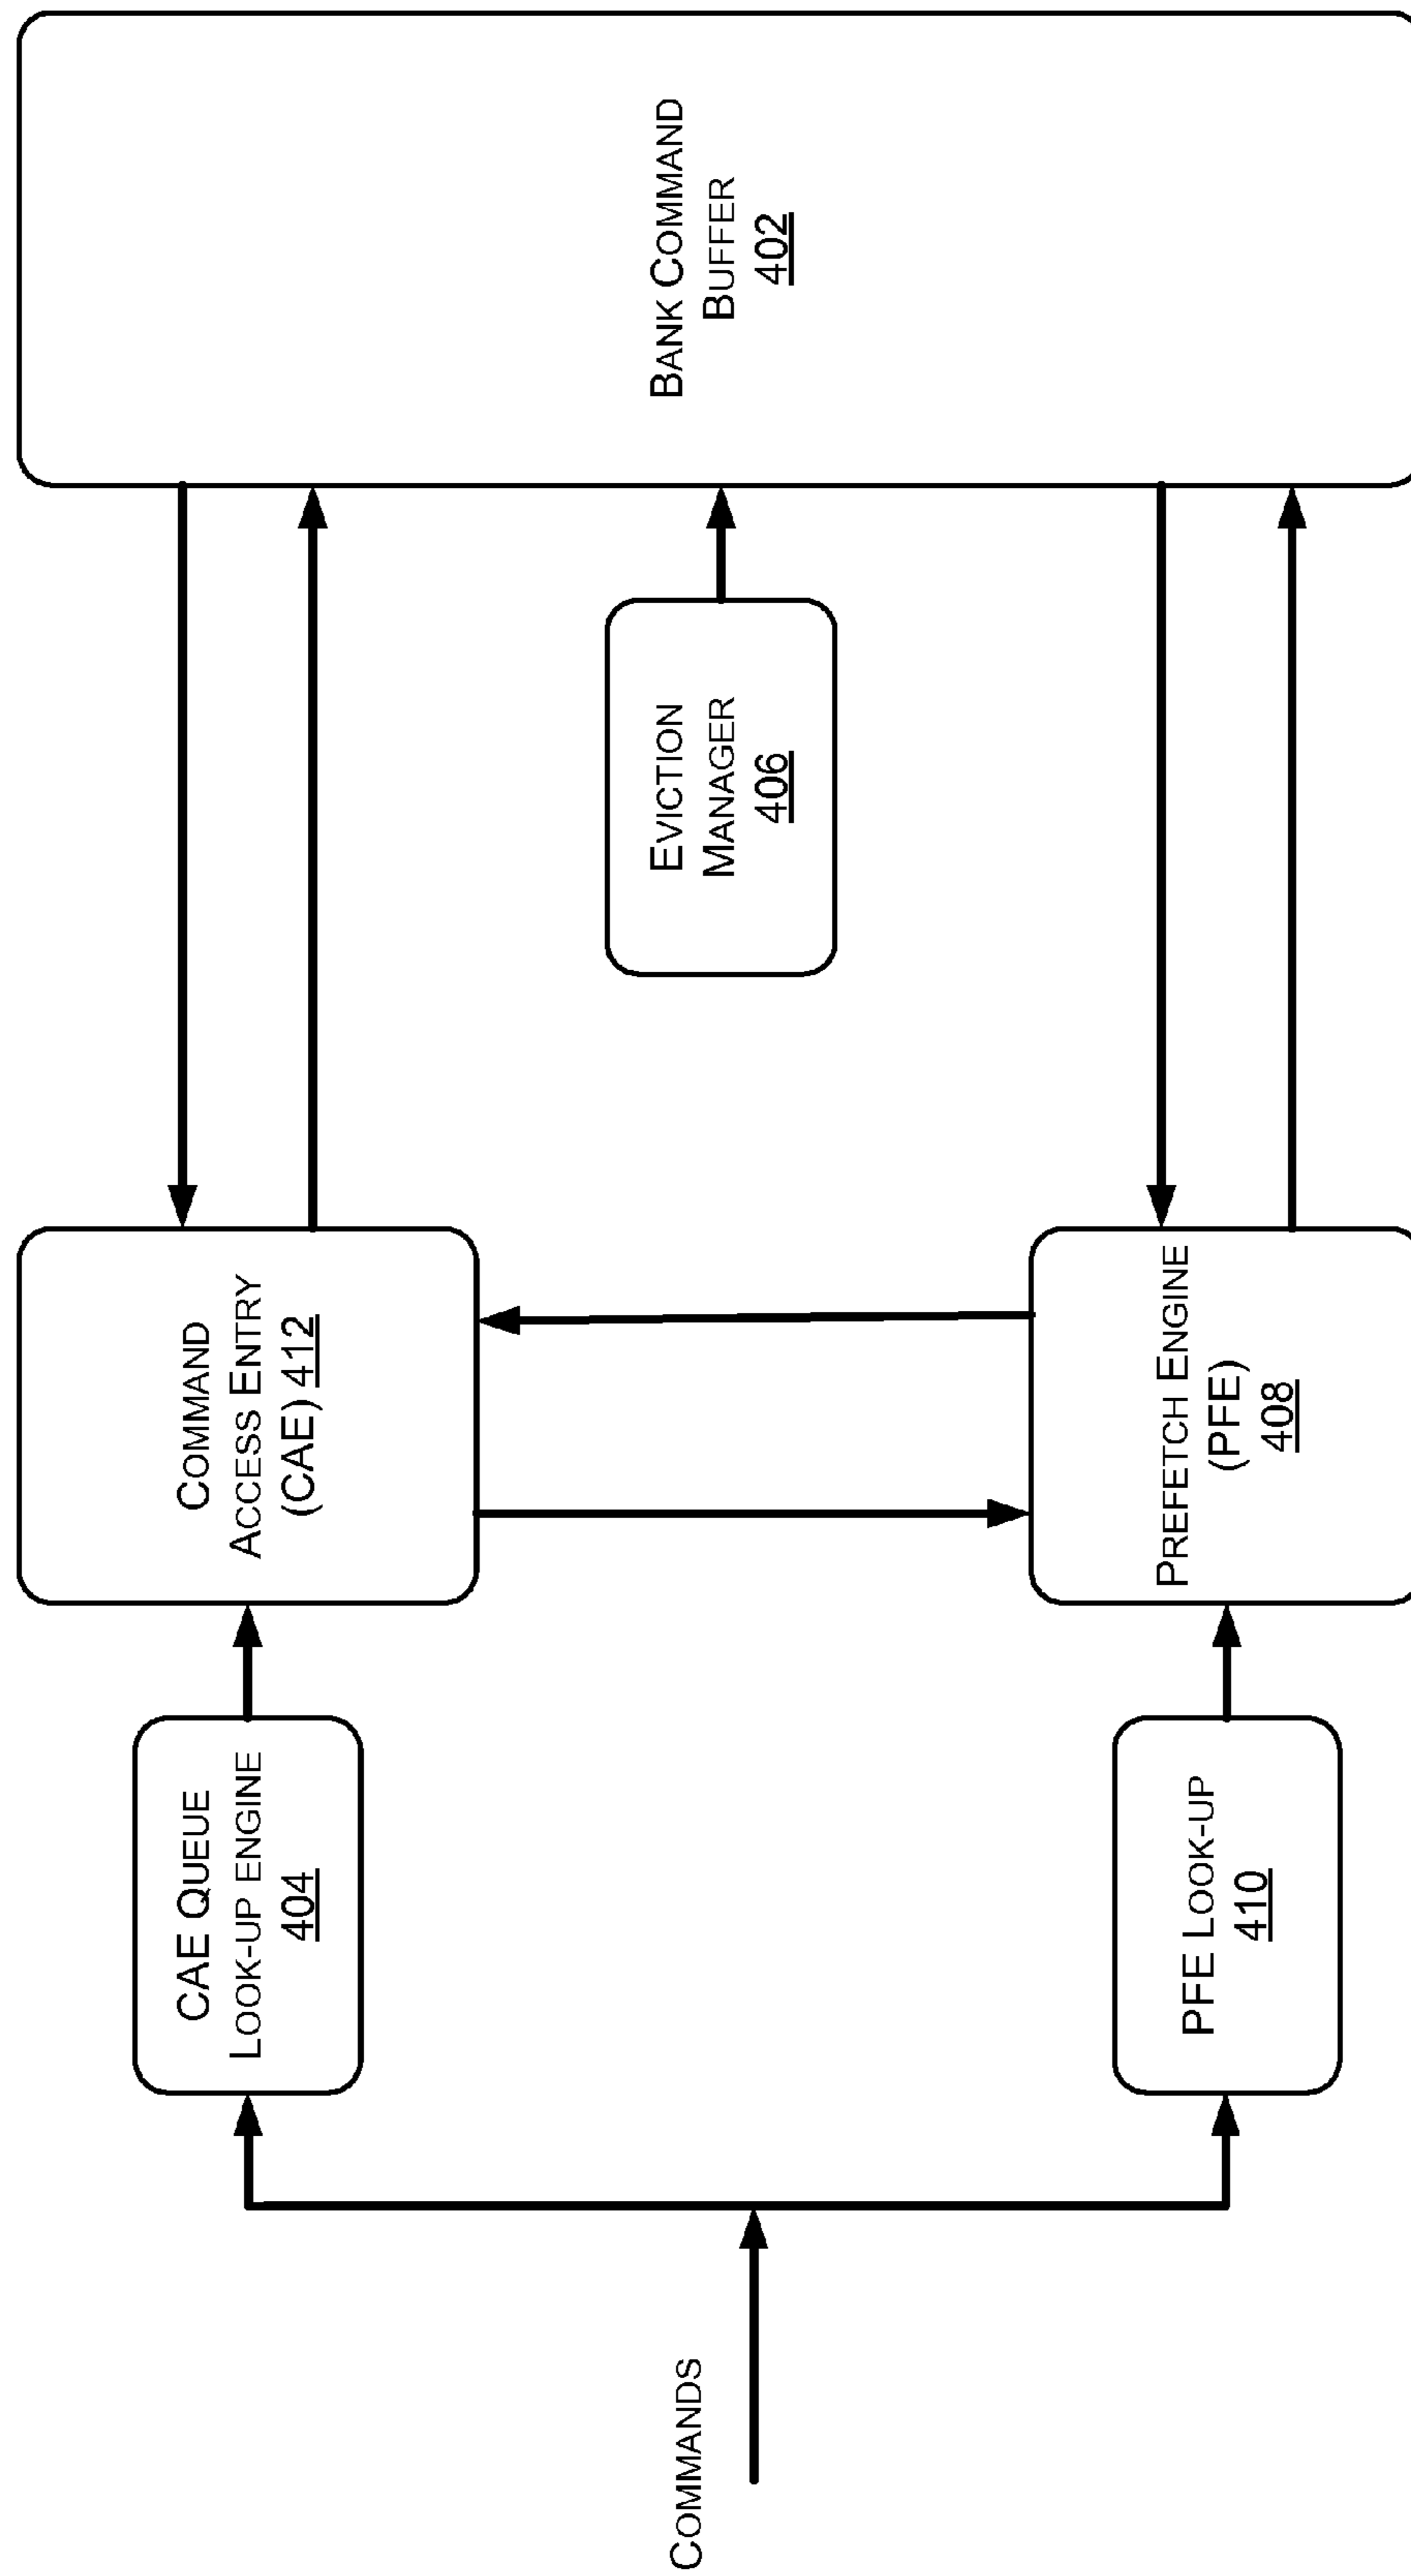 COMMANDS
CAE QUEUE
LOOK-UP ENGINE
404
PFE LOOK-UP
410
COMMAND
ACCESS ENTRY
(CAE) 412
PREFETCH ENGINE
(PFE)
408
EVICTION
MANAGER
406
BANK COMMAND
BUFFER
402